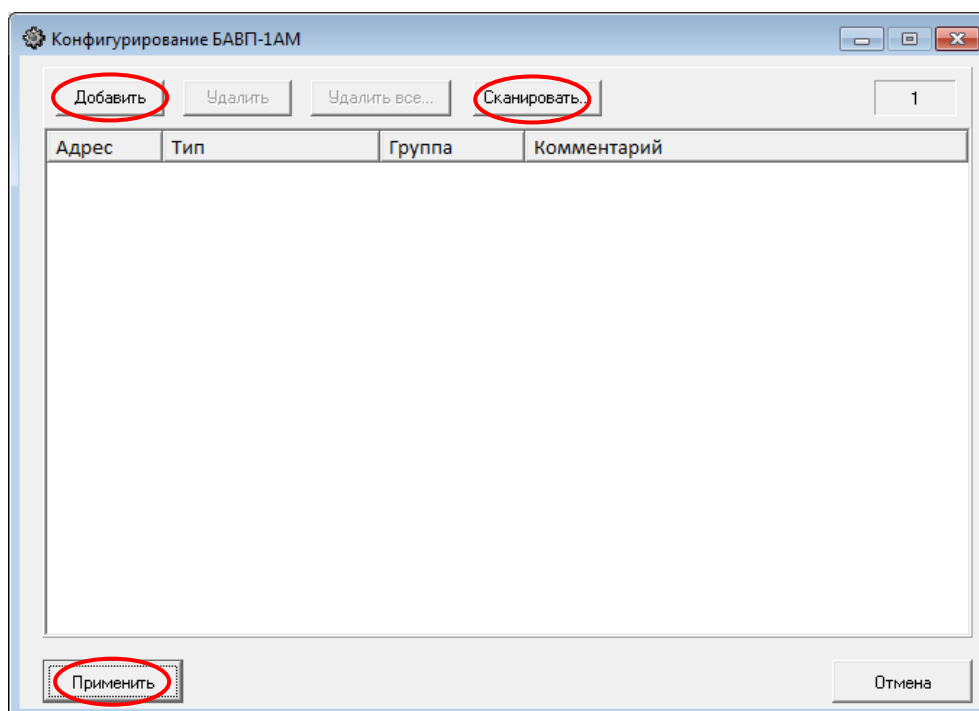 Конфигурирование БАВП-1АМ
Добавить Удалить Удалить все... Сканировать.. 1
Адрес Тип Группа Комментарий
Применить Отмена